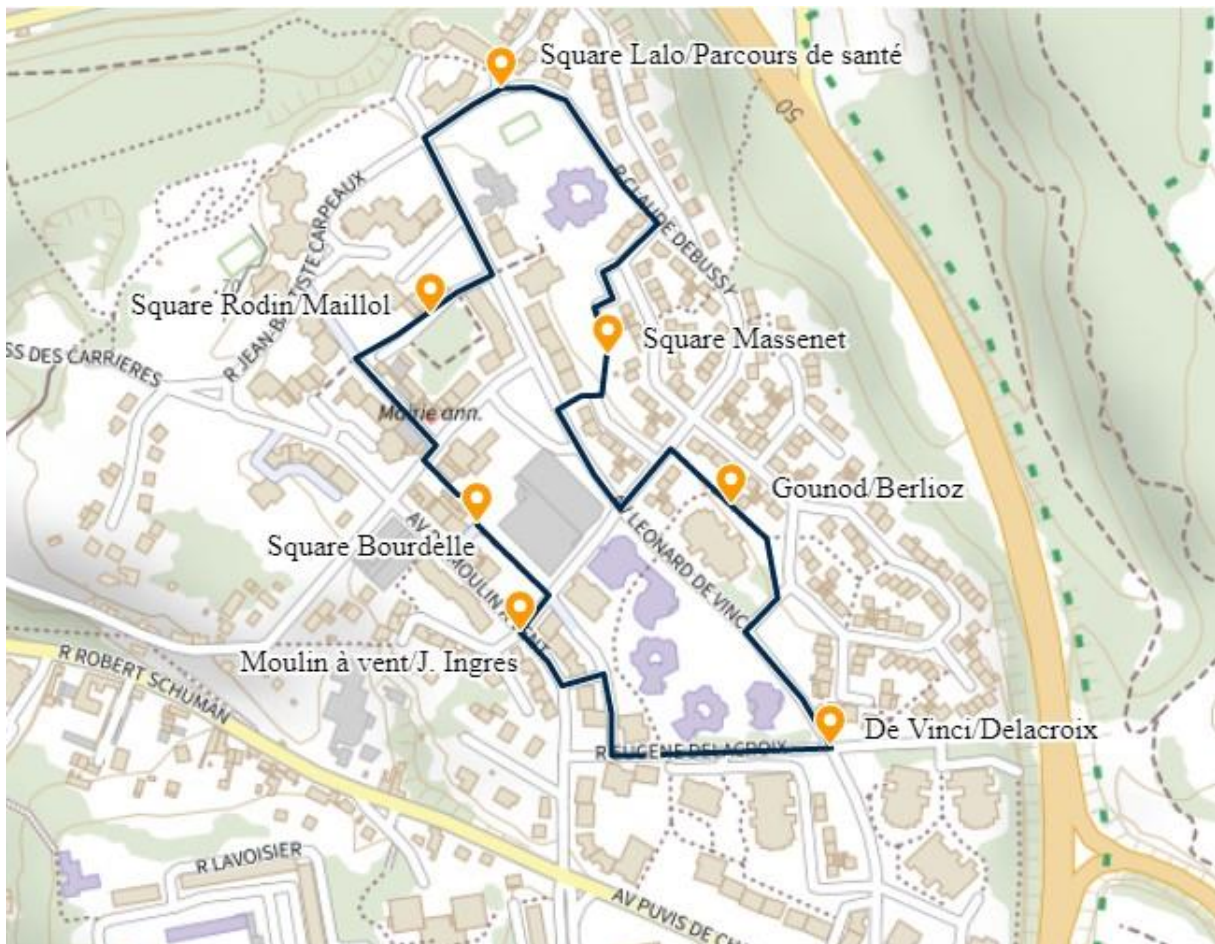 Square Lalo/Parcours de santé
50
R CLAUDE DEBUSSY
R JEAN-BAPTISTE CARPEAUX
70
Square Rodin/Maillol
Square Massenet
SS DES CARRIERES
Mairie ann.
Gounod/Berlioz
LEONARD DE VINCI
Square Bourdelle
AV MOULIN VENT
Moulin à vent/J. Ingres
R ROBERT SCHUMAN
De Vinci/Delacroix
R EUGENE DELACROIX
R LAVOISIER
AV PUVIS DE CH